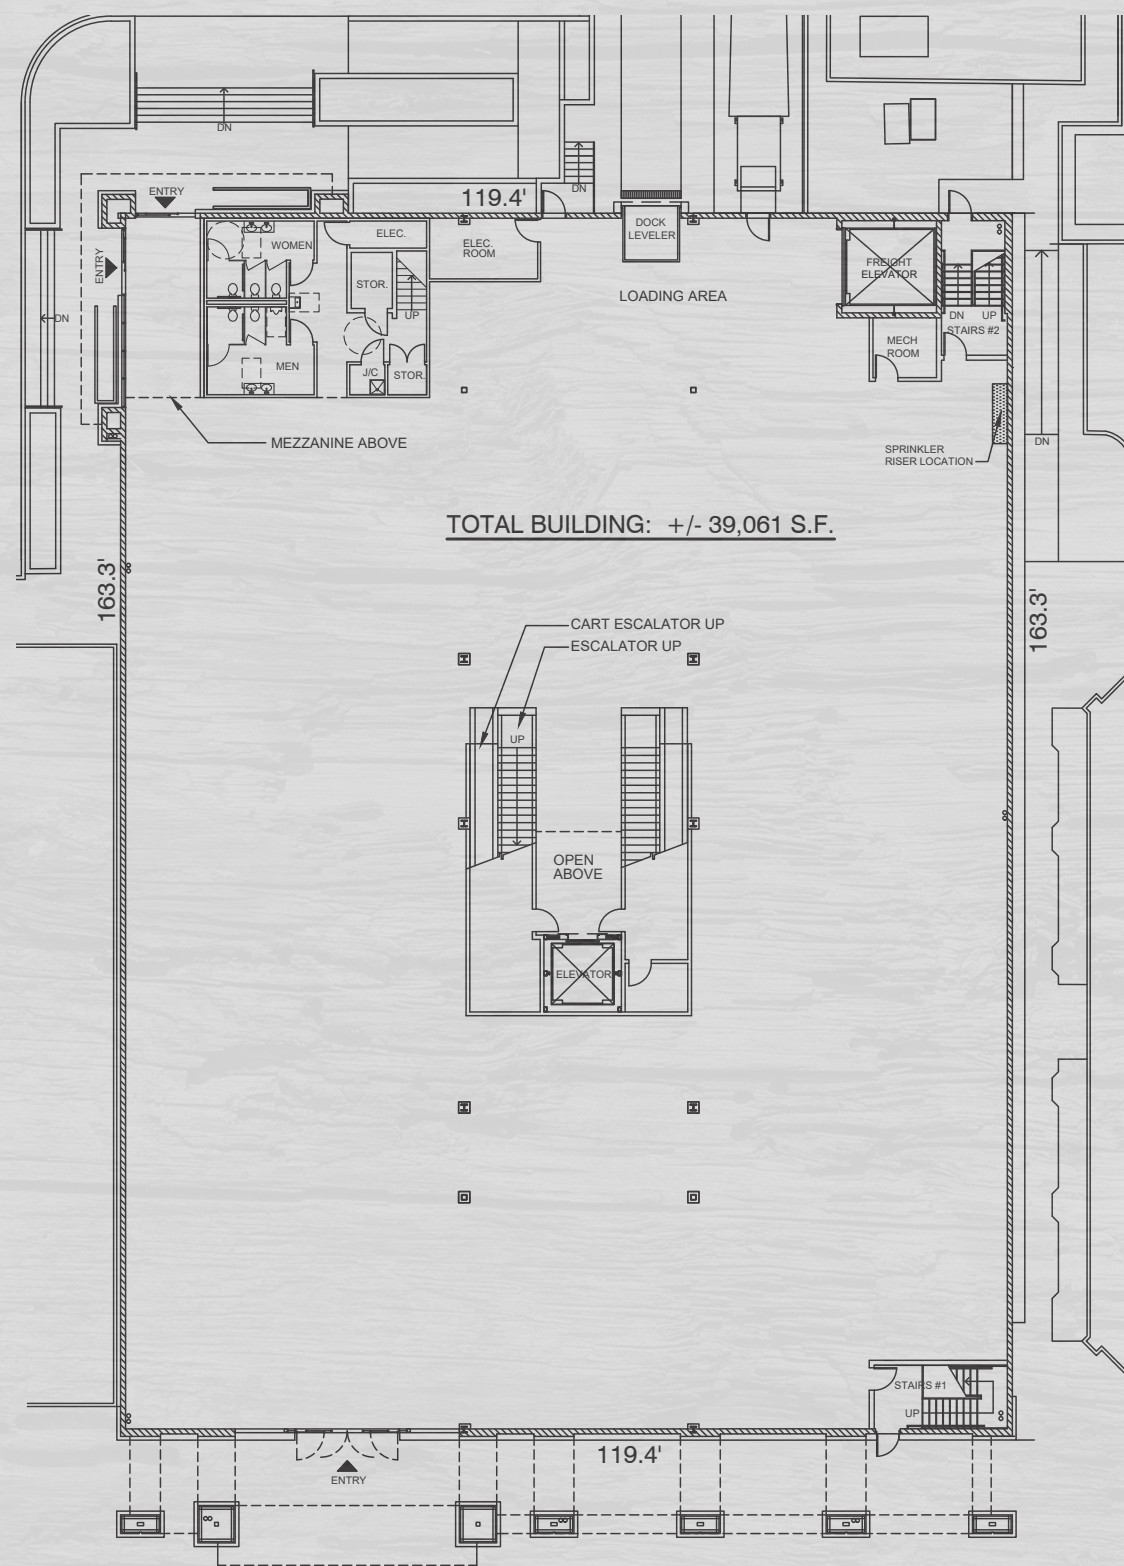 DN
119.4'
DN
ENTRY
ENTRY
WOMEN
ELEC.
ELEC.
ROOM
DOCK
LEVELER
FREIGHT
ELEVATOR
STOR.
LOADING AREA
DN
UP
DN
UP
STAIRS #2
MECH
ROOM
MEN
J/C
STOR.
MEZZANINE ABOVE
SPRINKLER
RISER LOCATION
DN
TOTAL BUILDING: +/- 39,061 S.F.
163.3'
163.3'
CART ESCALATOR UP
ESCALATOR UP
UP
OPEN
ABOVE
ELEVATOR
STAIRS #1
UP
119.4'
ENTRY